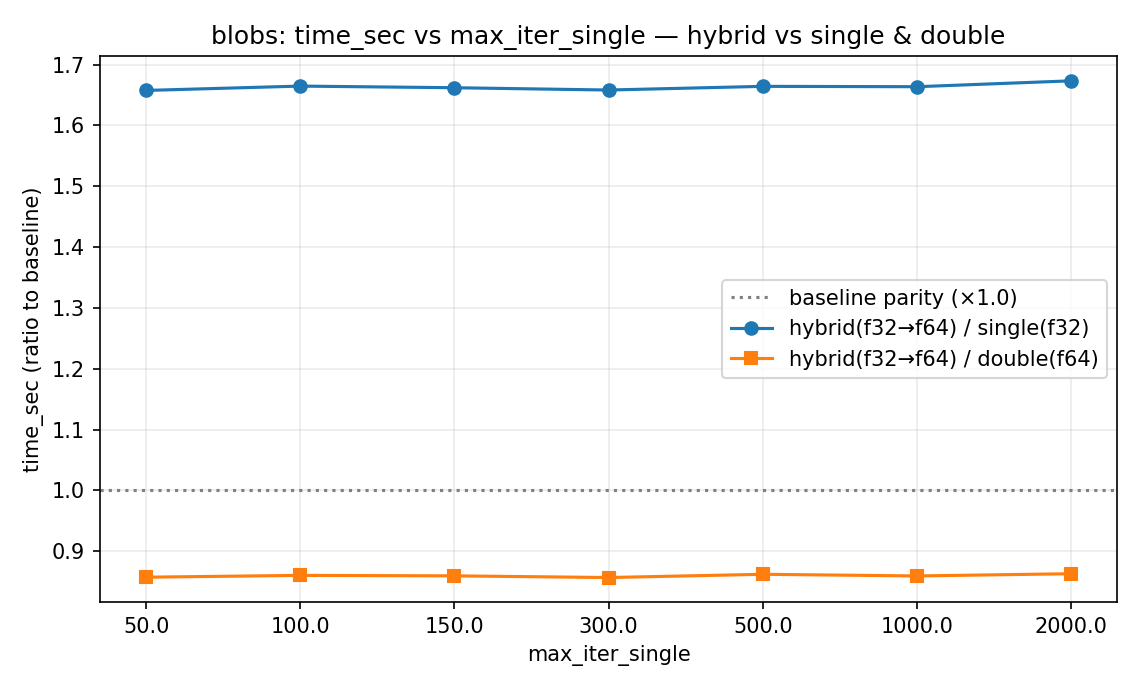 blobs: time_sec vs max_iter_single — hybrid vs single & double
1.7
1.6
1.5
1.4
1.3
1.2
1.1
1.0
0.9
time_sec (ratio to baseline)
baseline parity (×1.0)
hybrid(f32→f64) / single(f32)
hybrid(f32→f64) / double(f64)
50.0 100.0 150.0 300.0 500.0 1000.0 2000.0
max_iter_single